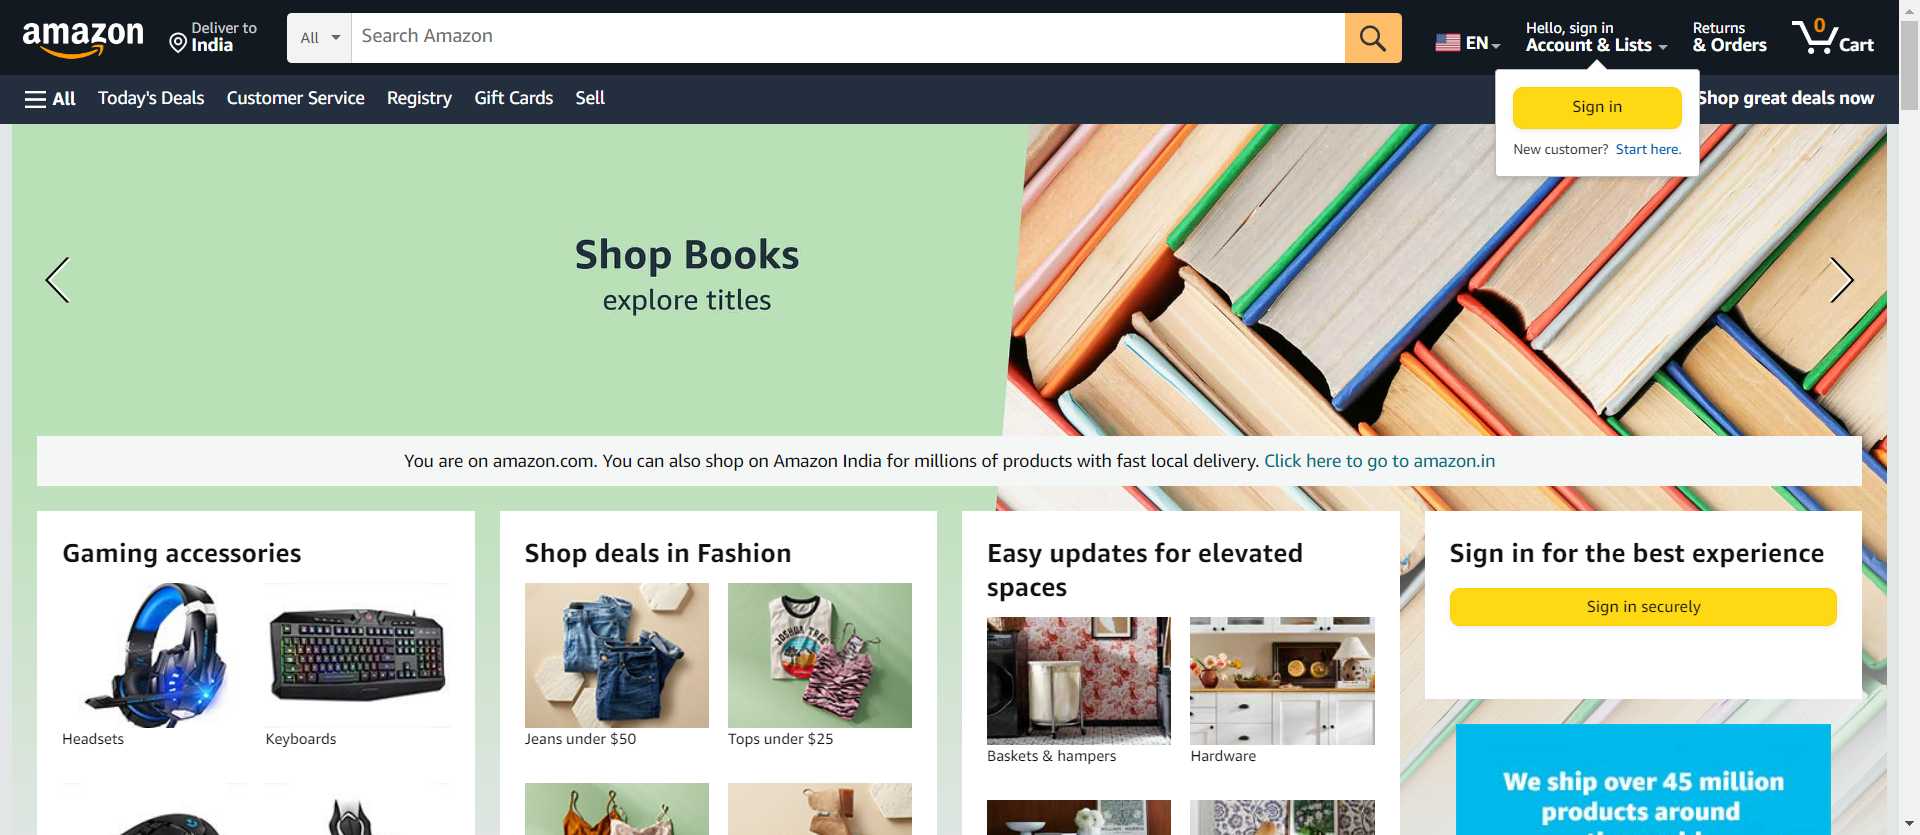 amazon
Deliver to
India
All
Search Amazon
EN
Hello, sign in
Account & Lists
Returns
& Orders
0
Cart
All
Today's Deals
Customer Service
Registry
Gift Cards
Sell
Shop great deals now
Sign in
New customer? Start here.
Shop Books
explore titles
You are on amazon.com. You can also shop on Amazon India for millions of products with fast local delivery. Click here to go to amazon.in
Gaming accessories
Headsets
Keyboards
Shop deals in Fashion
JOSHUA TREE
Jeans under $50
Tops under $25
Easy updates for elevated
spaces
Baskets & hampers
Hardware
Sign in for the best experience
Sign in securely
We ship over 45 million
products around